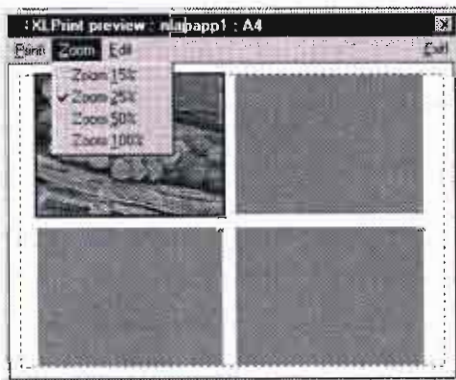 XLPrint preview : nlapapp1 : A4
Print Zoom Edit Exit
Zoom 15%
Zoom 25%
Zoom 50%
Zoom 100%